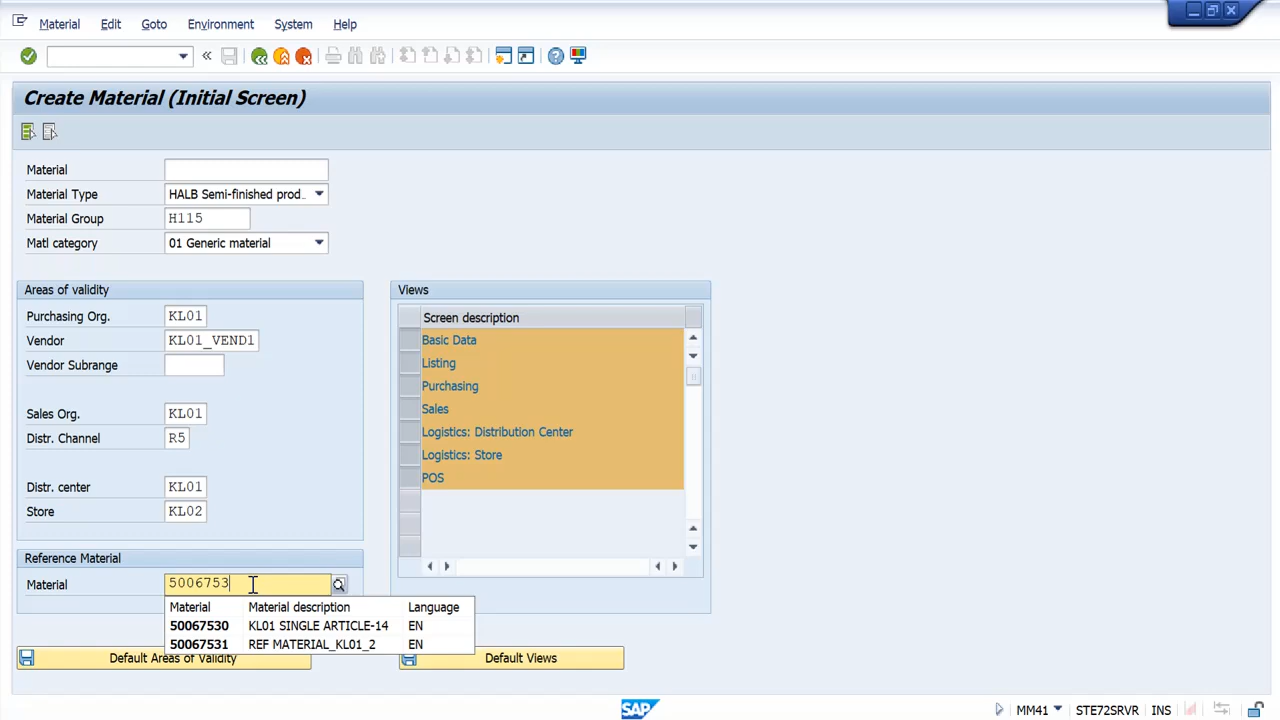 Material Edit Goto Environment System Help
Create Material (Initial Screen)
Material
Material Type HALB Semi-finished prod..
Material Group H115
Matl category 01 Generic material
Areas of validity
Purchasing Org. KL01
Vendor KL01_VEND1
Vendor Subrange
Sales Org. KL01
Distr. Channel R5
Distr. center KL01
Store KL02
Views
Screen description
Basic Data
Listing
Purchasing
Sales
Logistics: Distribution Center
Logistics: Store
POS
Reference Material
Material 5006753
Material Material description Language
50067530 KL01 SINGLE ARTICLE-14 EN
50067531 REF MATERIAL_KL01_2 EN
Default Areas of Validity Default Views
SAP MM41 STE72SRVR INS